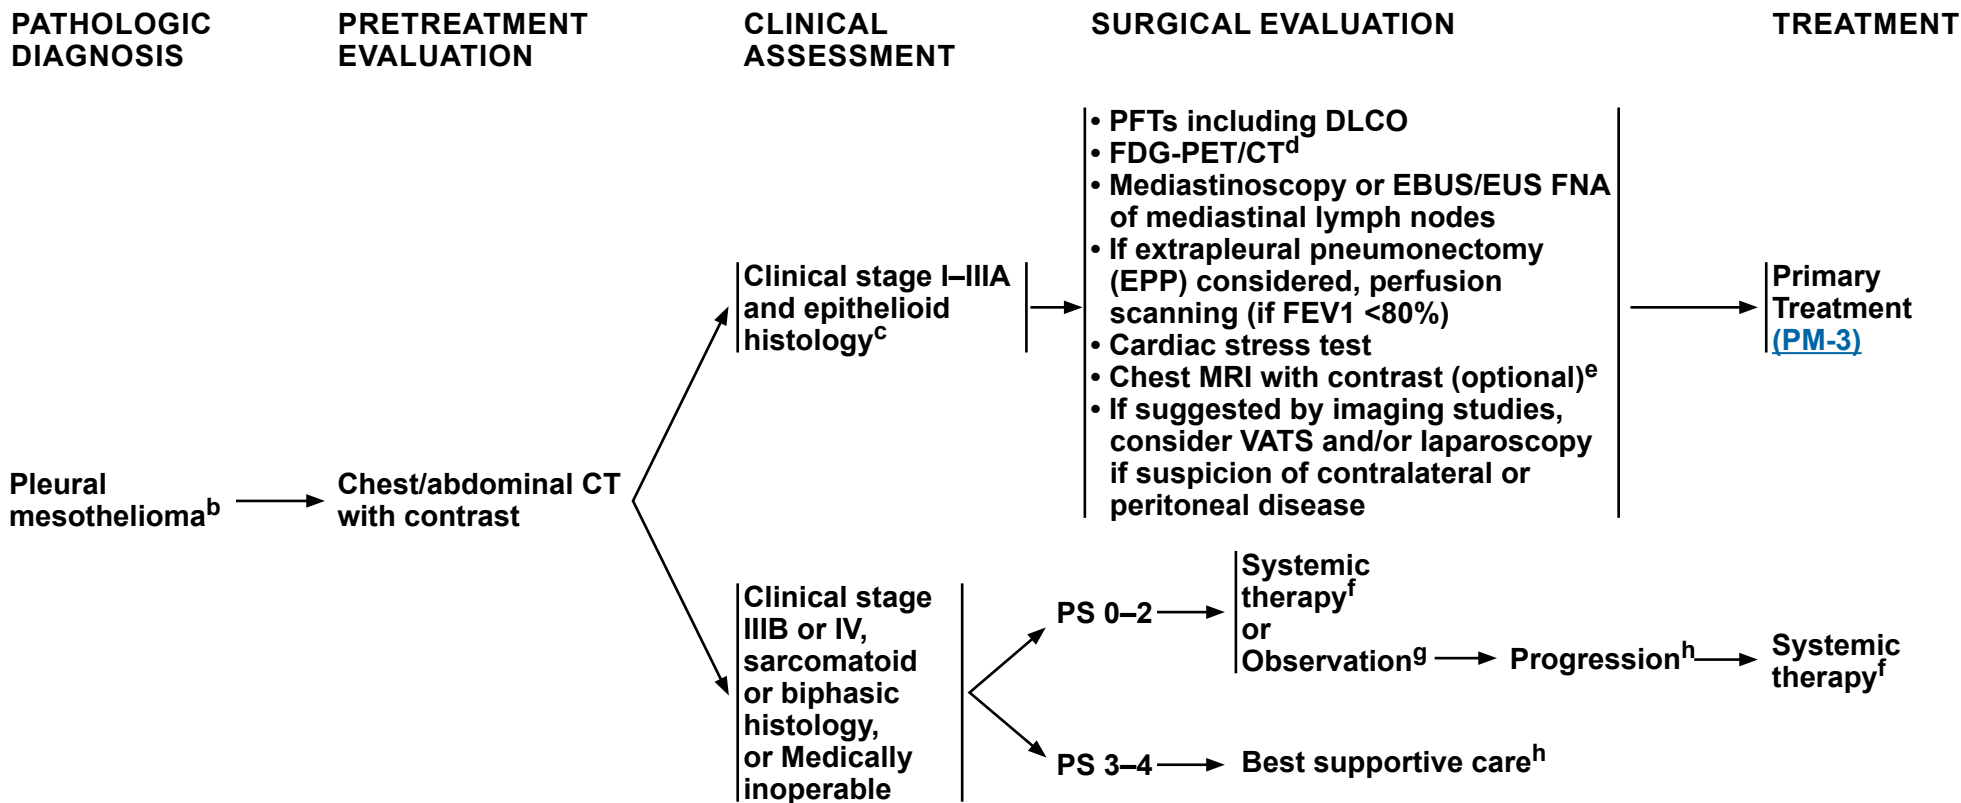 PATHOLOGIC
DIAGNOSIS
PRETREATMENT
EVALUATION
CLINICAL
ASSESSMENT
SURGICAL EVALUATION
TREATMENT
Pleural
mesotheliomaᵇ
Chest/abdominal CT
with contrast
Clinical stage I–IIIA
and epithelioid
histologyᶜ
• PFTs including DLCO
• FDG-PET/CTᵈ
• Mediastinoscopy or EBUS/EUS FNA
of mediastinal lymph nodes
• If extrapleural pneumonectomy
(EPP) considered, perfusion
scanning (if FEV1 <80%)
• Cardiac stress test
• Chest MRI with contrast (optional)ᵉ
• If suggested by imaging studies,
consider VATS and/or laparoscopy
if suspicion of contralateral or
peritoneal disease
Primary
Treatment
(PM-3)
Clinical stage
IIIB or IV,
sarcomatoid
or biphasic
histology,
or Medically
inoperable
PS 0–2
Systemic
therapyᶠ
or
Observationᵍ
Progressionʰ
Systemic
therapyᶠ
PS 3–4
Best supportive careʰ